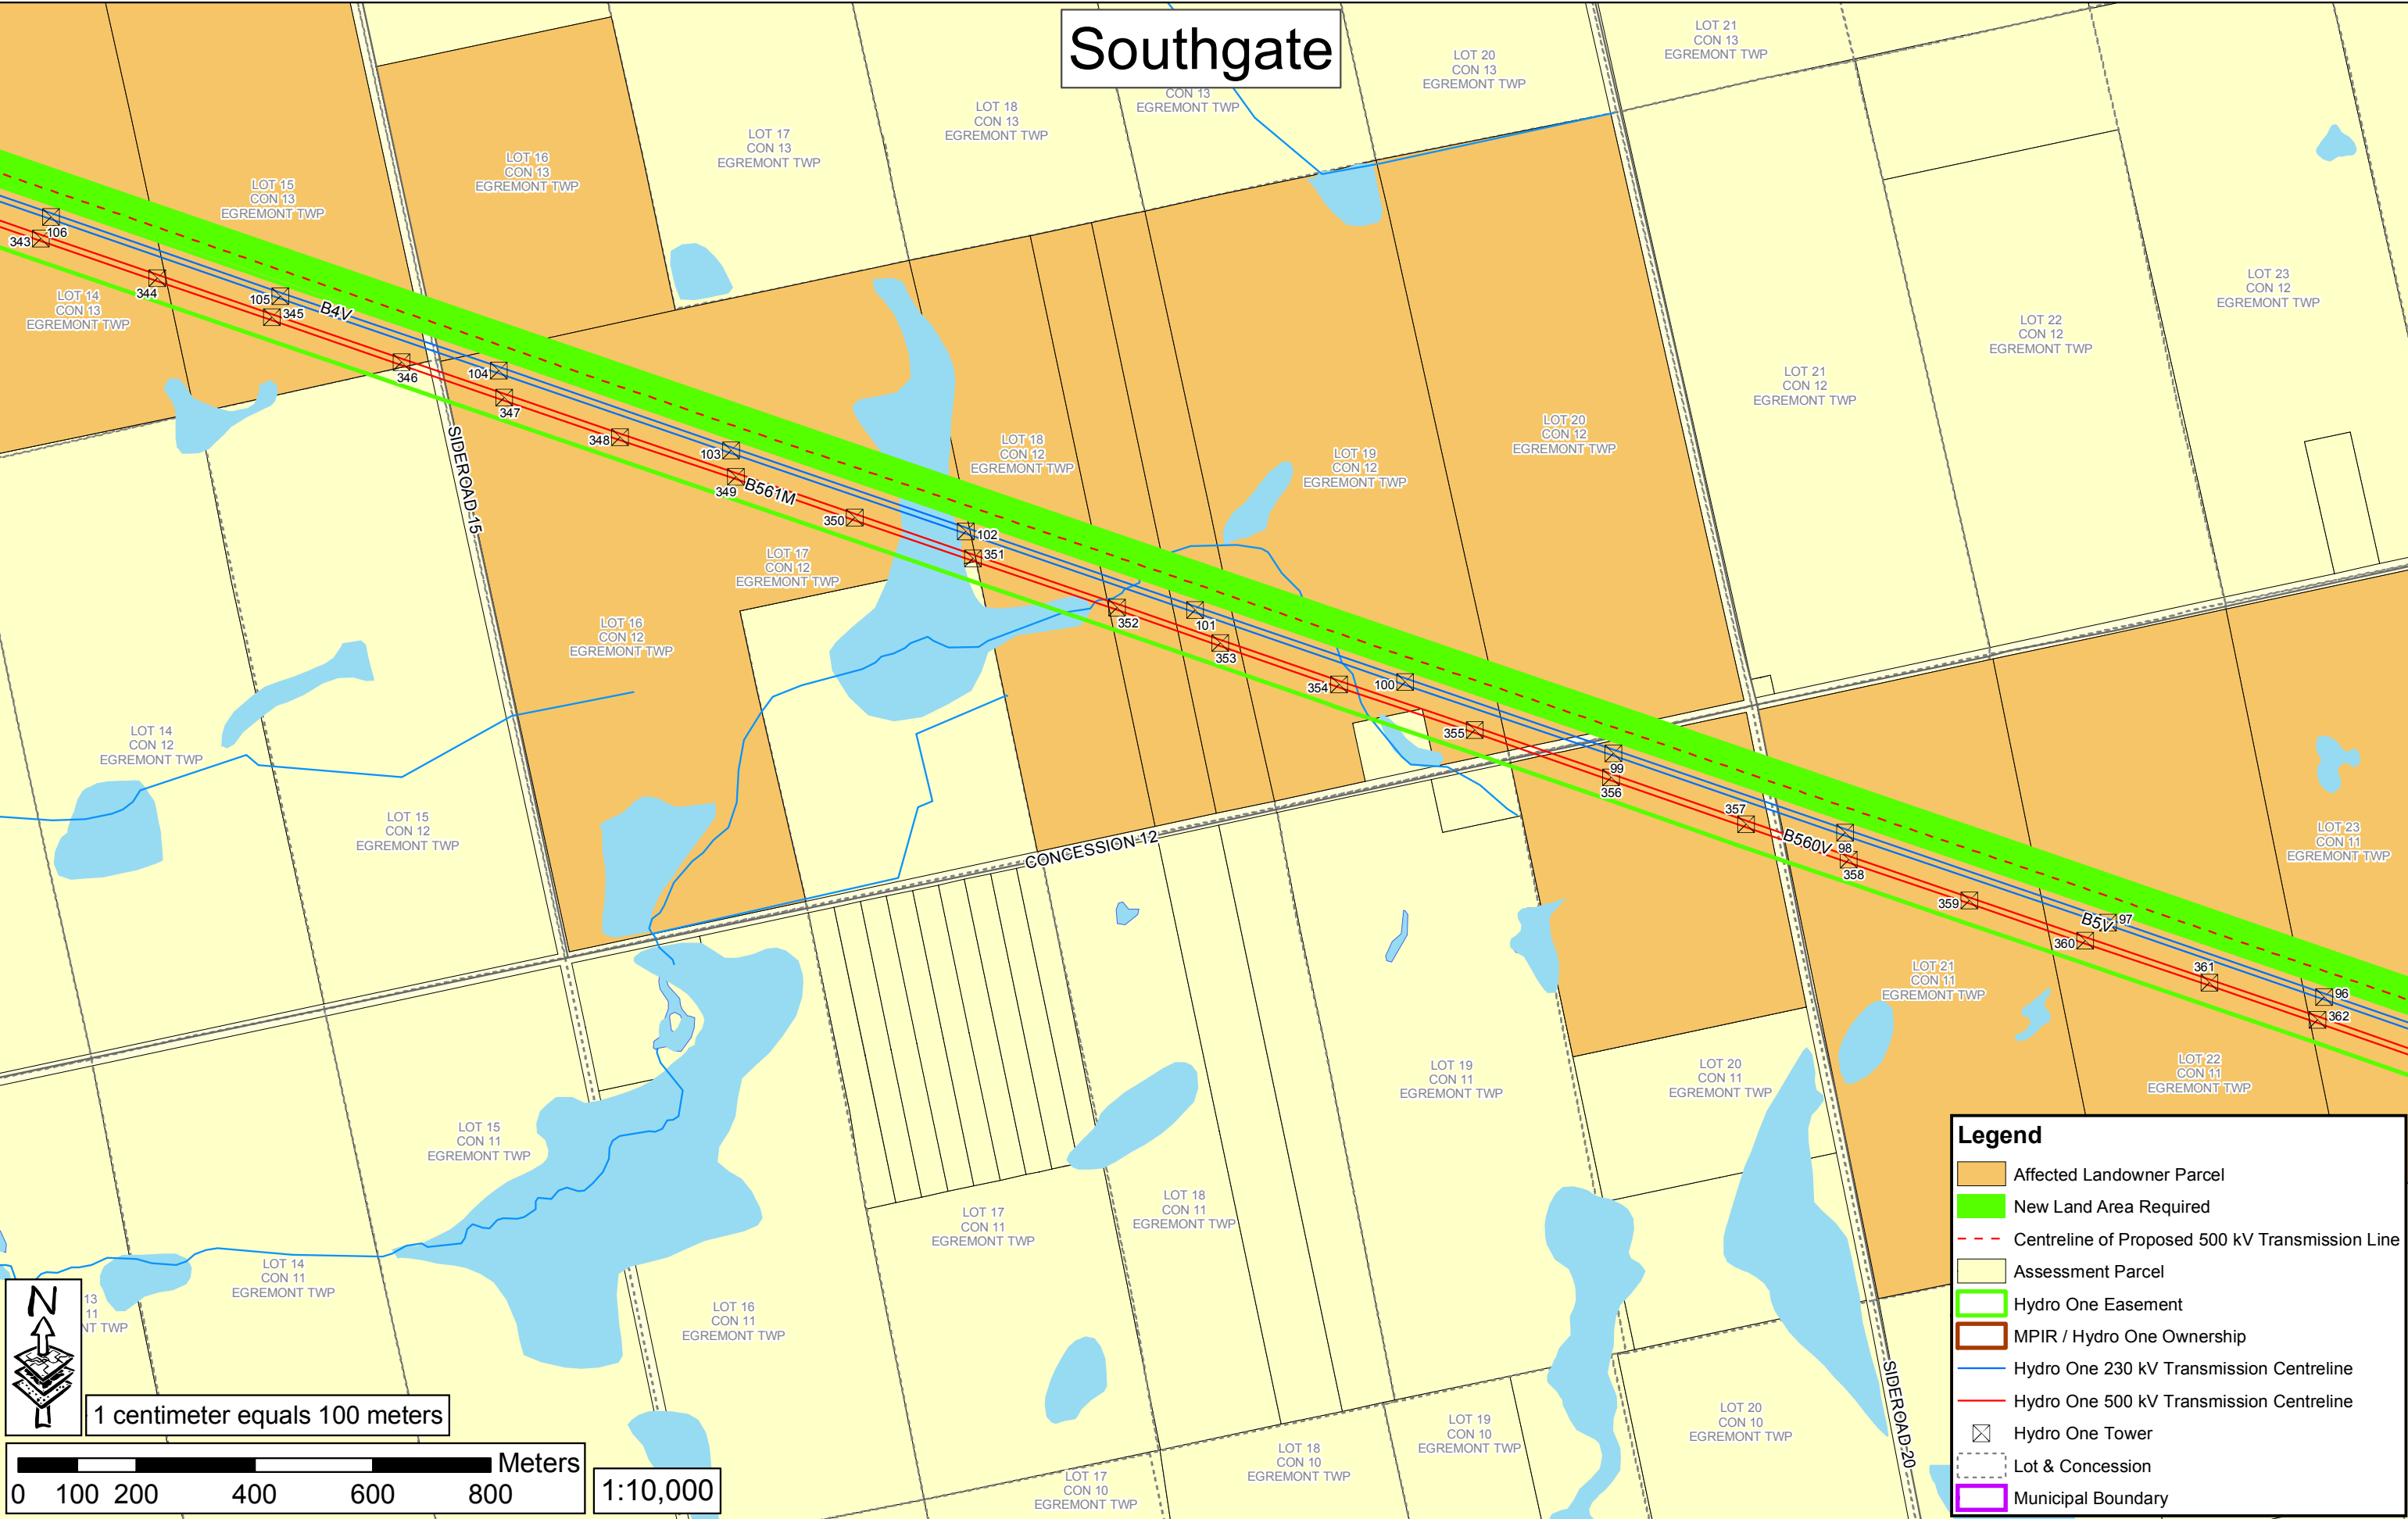 Southgate
LOT 21
CON 13
EGREMONT TWP
LOT 20
CON 13
EGREMONT TWP
CON 13
EGREMONT TWP
LOT 18
CON 13
EGREMONT TWP
LOT 17
CON 13
EGREMONT TWP
LOT 16
CON 13
EGREMONT TWP
LOT 15
CON 13
EGREMONT TWP
LOT 14
CON 13
EGREMONT TWP
LOT 23
CON 12
EGREMONT TWP
LOT 22
CON 12
EGREMONT TWP
LOT 21
CON 12
EGREMONT TWP
LOT 20
CON 12
EGREMONT TWP
LOT 19
CON 12
EGREMONT TWP
LOT 18
CON 12
EGREMONT TWP
LOT 17
CON 12
EGREMONT TWP
LOT 16
CON 12
EGREMONT TWP
LOT 14
CON 12
EGREMONT TWP
LOT 15
CON 12
EGREMONT TWP
106
343
344
105
345
B4V
346
104
347
348
103
349
B561M
350
102
351
352
101
353
354
100
355
99
356
357
B560V
98
358
359
B5V
97
360
361
96
362
SIDEROAD 15
CONCESSION 12
SIDEROAD 20
LOT 23
CON 11
EGREMONT TWP
LOT 21
CON 11
EGREMONT TWP
LOT 22
CON 11
EGREMONT TWP
LOT 20
CON 11
EGREMONT TWP
LOT 19
CON 11
EGREMONT TWP
LOT 18
CON 11
EGREMONT TWP
LOT 17
CON 11
EGREMONT TWP
LOT 15
CON 11
EGREMONT TWP
LOT 14
CON 11
EGREMONT TWP
13
11
NT TWP
LOT 16
CON 11
EGREMONT TWP
LOT 17
CON 10
EGREMONT TWP
LOT 18
CON 10
EGREMONT TWP
LOT 19
CON 10
EGREMONT TWP
LOT 20
CON 10
EGREMONT TWP
N
1 centimeter equals 100 meters
Meters
0 100 200 400 600 800
1:10,000
Legend
Affected Landowner Parcel
New Land Area Required
Centreline of Proposed 500 kV Transmission Line
Assessment Parcel
Hydro One Easement
MPIR / Hydro One Ownership
Hydro One 230 kV Transmission Centreline
Hydro One 500 kV Transmission Centreline
Hydro One Tower
Lot & Concession
Municipal Boundary